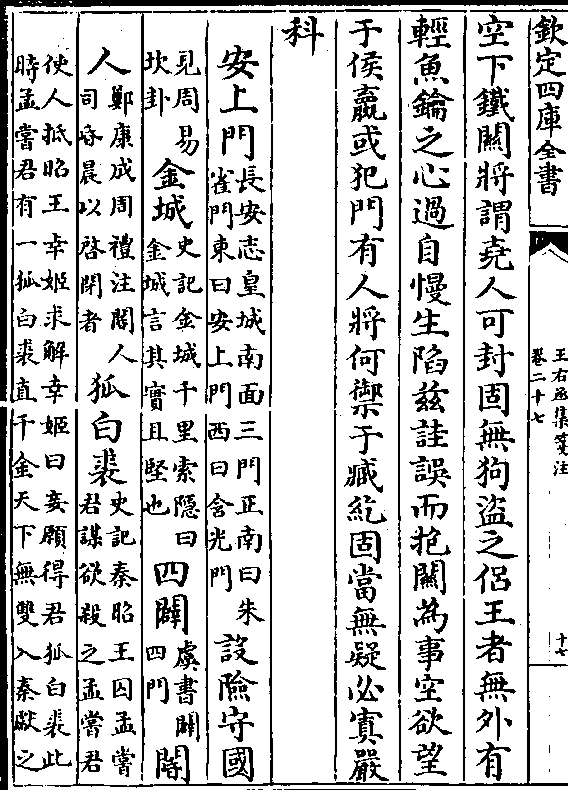 欽定四庫全書
王右丞集箋注
卷二十七
十七
空下鐵關將謂堯人可封固無狗盜之侶王者無外有
輕魚鑰之心過自慢生陷兹詿誤而抱關為事空欲望
于侯嬴或犯門有人將何禦于臧紇固當無疑必寘嚴
科
安上門長安志皇城南面三門正南曰朱雀門東曰安上門西曰含光門設險守國
見周易坎卦金城史記金城千里索隱曰金城言其實且堅也四闢虞書闢四門閽
人鄭康成周禮注閽人司昏晨以啓閉者狐白裘史記秦昭王囚孟嘗君謀欲殺之孟嘗君
使人抵昭王幸姬求解幸姬曰妾願得君狐白裘此
時孟嘗君有一狐白裘直千金天下無雙入秦獻之